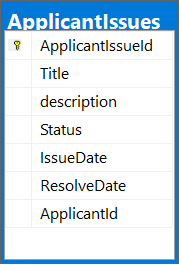 ApplicantIssues
ApplicantIssueId
Title
description
Status
IssueDate
ResolveDate
ApplicantId